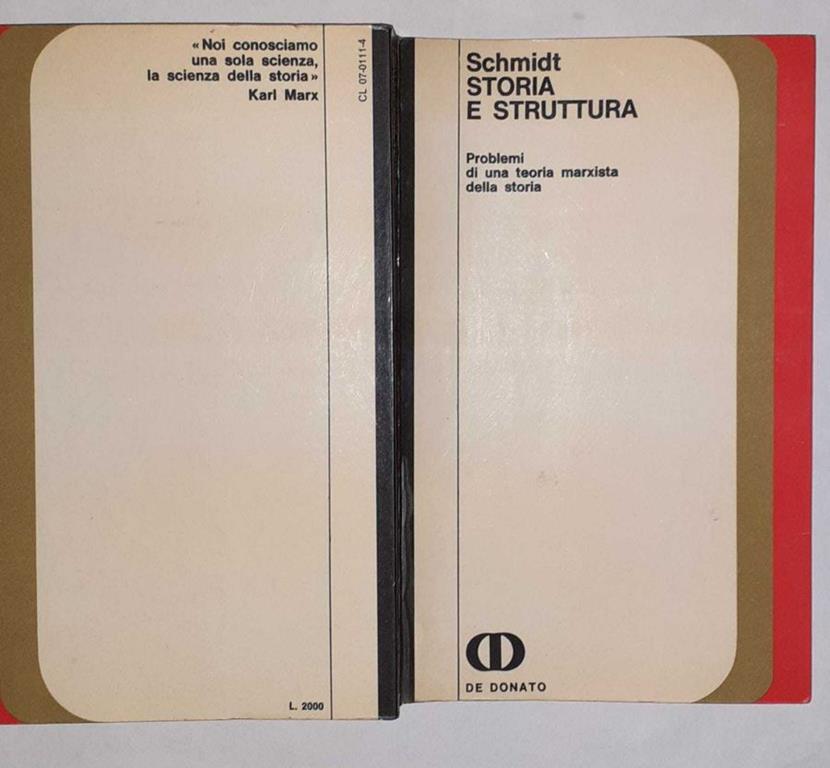 «Noi conosciamo
una sola scienza,
la scienza della storia»
Karl Marx
CL 07-0111-4
L. 2000
Schmidt
STORIA
E STRUTTURA
Problemi
di una teoria marxista
della storia
DE DONATO